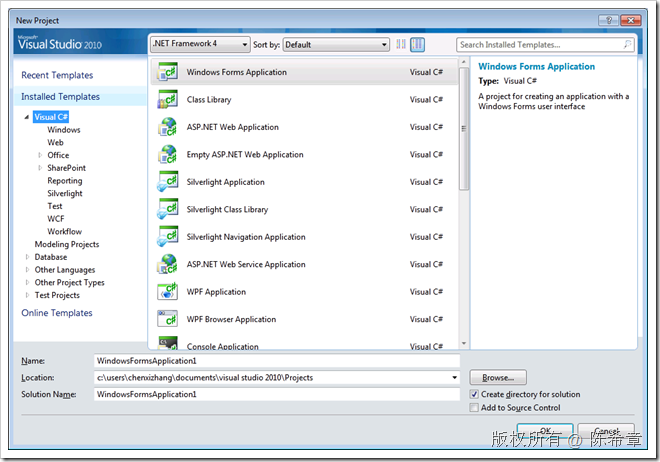 New Project
Microsoft
Visual Studio 2010
.NET Framework 4 Sort by: Default Search Installed Templates...
Recent Templates
Installed Templates
Visual C#
Windows
Web
Office
SharePoint
Reporting
Silverlight
Test
WCF
Workflow
Modeling Projects
Database
Other Languages
Other Project Types
Test Projects
Online Templates
Windows Forms Application Visual C#
Class Library Visual C#
ASP.NET Web Application Visual C#
Empty ASP.NET Web Application Visual C#
Silverlight Application Visual C#
Silverlight Class Library Visual C#
Silverlight Navigation Application Visual C#
ASP.NET Web Service Application Visual C#
WPF Application Visual C#
WPF Browser Application Visual C#
Console Application Visual C#
Windows Forms Application
Type: Visual C#
A project for creating an application with a
Windows Forms user interface
Name: WindowsFormsApplication1
Location: c:\users\chenxizhang\documents\visual studio 2010\Projects Browse...
Solution Name: WindowsFormsApplication1
Create directory for solution
Add to Source Control
OK Cancel
版权所有 @ 陈希章